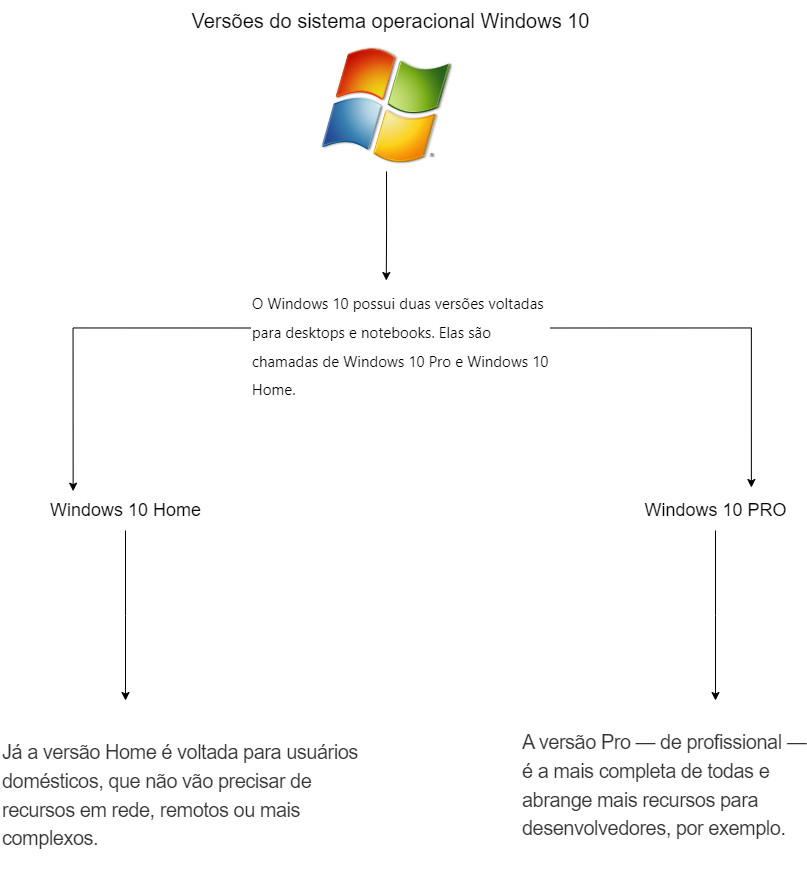 Versões do sistema operacional Windows 10
O Windows 10 possui duas versões voltadas
para desktops e notebooks. Elas são
chamadas de Windows 10 Pro e Windows 10
Home.
Windows 10 Home
Windows 10 PRO
Já a versão Home é voltada para usuários
domésticos, que não vão precisar de
recursos em rede, remotos ou mais
complexos.
A versão Pro — de profissional —
é a mais completa de todas e
abrange mais recursos para
desenvolvedores, por exemplo.